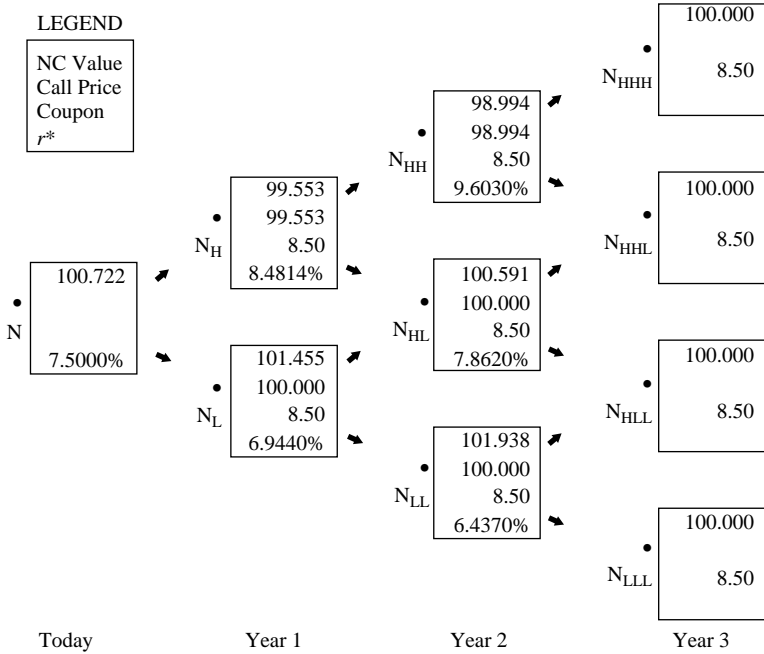 LEGEND
NC Value
Call Price
Coupon
r*
N
100.722
7.5000%
N_H
99.553
99.553
8.50
8.4814%
N_L
101.455
100.000
8.50
6.9440%
N_HH
98.994
98.994
8.50
9.6030%
N_HL
100.591
100.000
8.50
7.8620%
N_LL
101.938
100.000
8.50
6.4370%
N_HHH
100.000
8.50
N_HHL
100.000
8.50
N_HLL
100.000
8.50
N_LLL
100.000
8.50
Today
Year 1
Year 2
Year 3